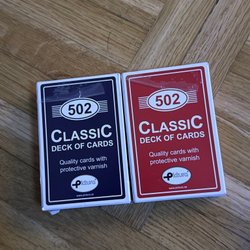 502
CLASSIC
DECK OF CARDS
Quality cards with
protective varnish
502
CLASSIC
DECK OF CARDS
Quality cards with
protective varnish